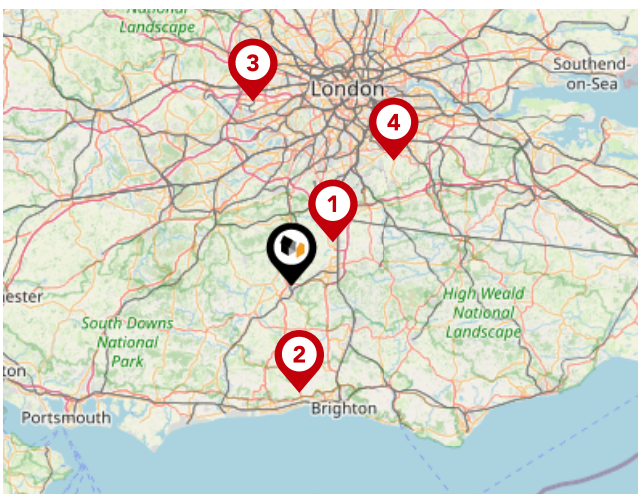 National
Landscape
3
London
Southend-
on-Sea
4
1
ester
High Weald
National
Landscape
South Downs
National
Park
2
ton
Brighton
Portsmouth